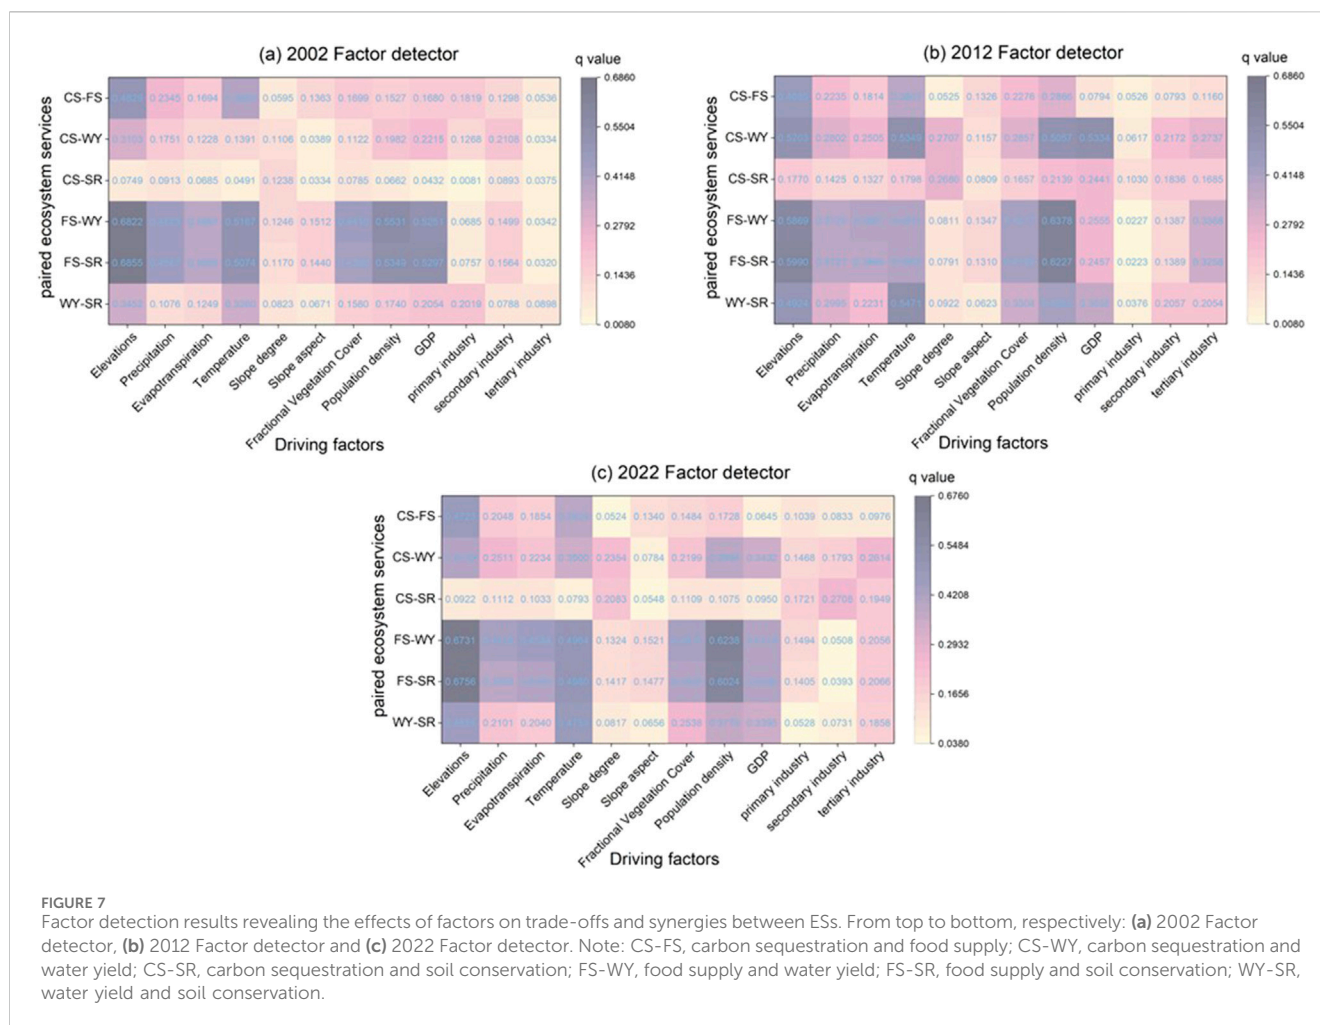 (a) 2002 Factor detector
q value
paired ecosystem services
CS-FS 0.2345 0.1694 0.0595 0.1363 0.1699 0.1527 0.1680 0.1819 0.1298 0.0536
CS-WY 0.1751 0.1228 0.1391 0.1106 0.0389 0.1122 0.1982 0.2215 0.1268 0.2108 0.0334
CS-SR 0.0749 0.0913 0.0685 0.0491 0.1238 0.0334 0.0785 0.0662 0.0432 0.0081 0.0893 0.0375
FS-WY 0.6822 0.1246 0.1512 0.5531 0.0685 0.1499 0.0342
FS-SR 0.6855 0.5074 0.1170 0.1440 0.5297 0.0757 0.1564 0.0320
WY-SR 0.1076 0.1249 0.0623 0.0671 0.1560 0.1740 0.2054 0.2019 0.0788 0.0898
0.6860
0.5504
0.4148
0.2792
0.1436
0.0080
Elevations
Precipitation
Evapotranspiration
Temperature
Slope degree
Slope aspect
Fractional Vegetation Cover
Population density
GDP
primary industry
secondary industry
tertiary industry
Driving factors
(b) 2012 Factor detector
q value
paired ecosystem services
CS-FS 0.2235 0.1814 0.0525 0.1326 0.2276 0.0794 0.0526 0.0793 0.1160
CS-WY 0.2802 0.2505 0.2707 0.1157 0.2857 0.0617 0.2172 0.2737
CS-SR 0.1770 0.1425 0.1327 0.1798 0.2680 0.0809 0.1657 0.2139 0.2441 0.1030 0.1836 0.1685
FS-WY 0.5869 0.0811 0.1347 0.6378 0.2555 0.0227 0.1387
FS-SR 0.5990 0.0791 0.1310 0.6227 0.2457 0.0223 0.1389
WY-SR 0.2231 0.5471 0.0922 0.0623 0.0376 0.2057 0.2054
0.6860
0.5504
0.4148
0.2792
0.1436
0.0080
Elevations
Precipitation
Evapotranspiration
Temperature
Slope degree
Slope aspect
Fractional Vegetation Cover
Population density
GDP
primary industry
secondary industry
tertiary industry
Driving factors
(c) 2022 Factor detector
q value
paired ecosystem services
CS-FS 0.2048 0.1854 0.0524 0.1340 0.1484 0.1728 0.0645 0.1039 0.0833 0.0976
CS-WY 0.2511 0.2234 0.2354 0.0784 0.2199 0.1468 0.1793 0.2614
CS-SR 0.0922 0.1112 0.1033 0.0793 0.2083 0.0548 0.1109 0.1075 0.0950 0.1721 0.2708 0.1949
FS-WY 0.6731 0.1324 0.1521 0.6238 0.1494 0.0508 0.2056
FS-SR 0.6756 0.1417 0.1477 0.6024 0.1405 0.0393 0.2066
WY-SR 0.2101 0.2040 0.0817 0.0656 0.2538 0.0528 0.0731 0.1858
0.6760
0.5484
0.4208
0.2932
0.1656
0.0380
Elevations
Precipitation
Evapotranspiration
Temperature
Slope degree
Slope aspect
Fractional Vegetation Cover
Population density
GDP
primary industry
secondary industry
tertiary industry
Driving factors
FIGURE 7
Factor detection results revealing the effects of factors on trade-offs and synergies between ESs. From top to bottom, respectively: (a) 2002 Factor
detector, (b) 2012 Factor detector and (c) 2022 Factor detector. Note: CS-FS, carbon sequestration and food supply; CS-WY, carbon sequestration and
water yield; CS-SR, carbon sequestration and soil conservation; FS-WY, food supply and water yield; FS-SR, food supply and soil conservation; WY-SR,
water yield and soil conservation.